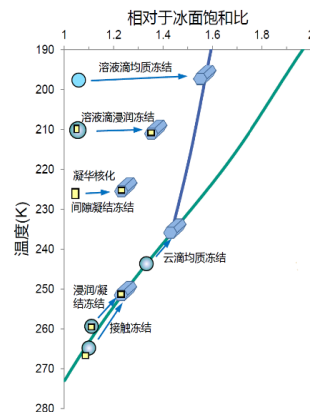 相对于冰面饱和比
1
1.2
1.4
1.6
1.8
2
190
200
210
220
230
240
250
260
270
280
温度(K)
溶液滴均质冻结
溶液滴浸润冻结
凝华核化
间隙凝结冻结
云滴均质冻结
浸润/凝
结冻结
接触冻结